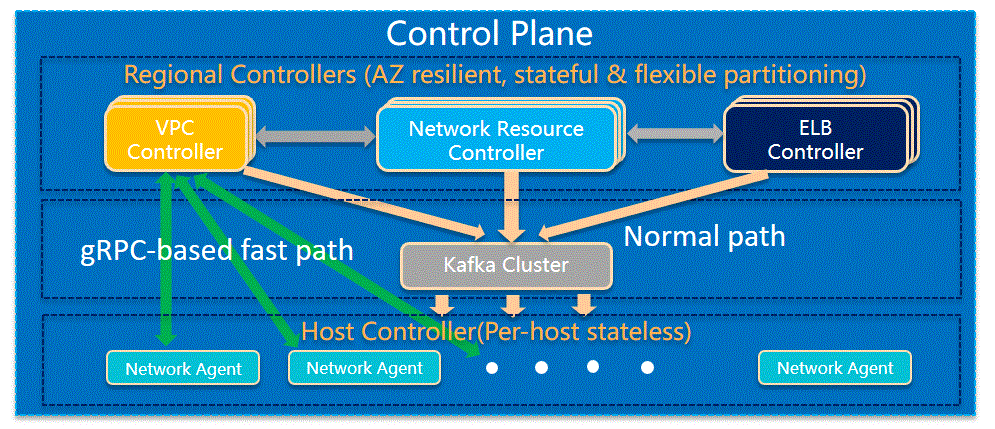 Control Plane
Regional Controllers (AZ resilient, stateful & flexible partitioning)
VPC
Controller
Network Resource
Controller
ELB
Controller
gRPC-based fast path
Normal path
Kafka Cluster
Host Controller(Per-host stateless)
Network Agent
Network Agent
Network Agent